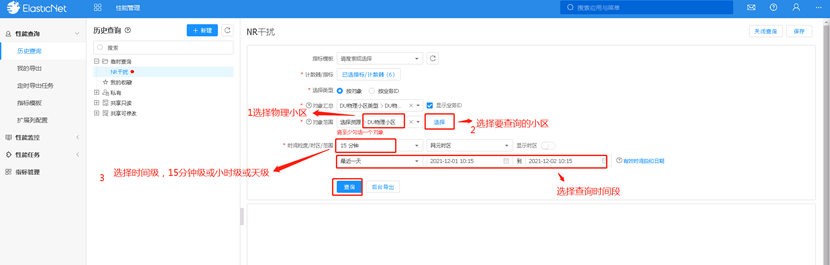 ElasticNet
性能管理
搜索应用与菜单
性能查询
历史查询
我的导出
定时导出任务
指标模板
扩展列配置
性能监控
性能任务
指标管理
历史查询
+ 新建
搜索
临时查询
NR干扰
我的收藏
私有
共享只读
共享可修改
NR干扰
关闭查询
保存
指标模板
请搜索或选择
* 计数器/指标
已选指标/计数器 (6)
* 选择类型
按对象
按业务ID
* 对象汇总
DU物理小区类型 > DU物...
显示业务ID
* 对象范围
选择资源 > DU物理小区
选择
请至少勾选一个对象
* 时间粒度/时区/范围
15 分钟
网元时区
显示时区
最近一天
2021-12-01 10:15
到
2021-12-02 10:15
有效时间段和日期
查询
后台导出
1选择物理小区
2 选择要查询的小区
3 选择时间级，15分钟级或小时级或天级
选择查询时间段